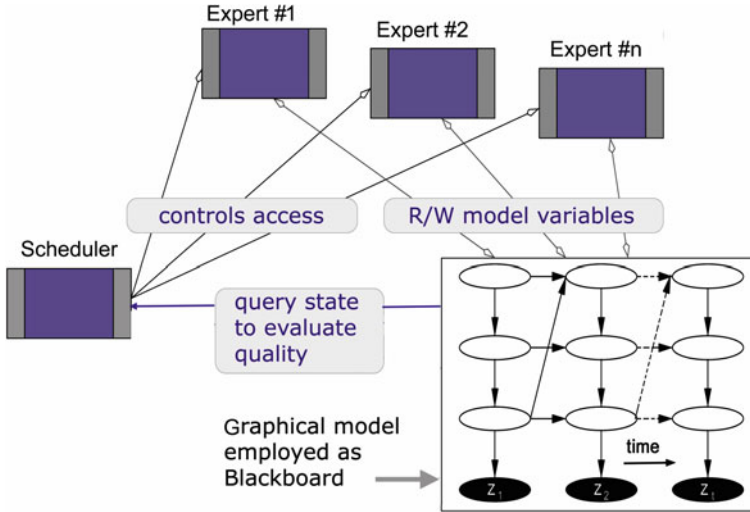 Expert #1
Expert #2
Expert #n
controls access
R/W model variables
Scheduler
query state
to evaluate
quality
Graphical model
employed as
Blackboard
time
Z1
Z2
Z1